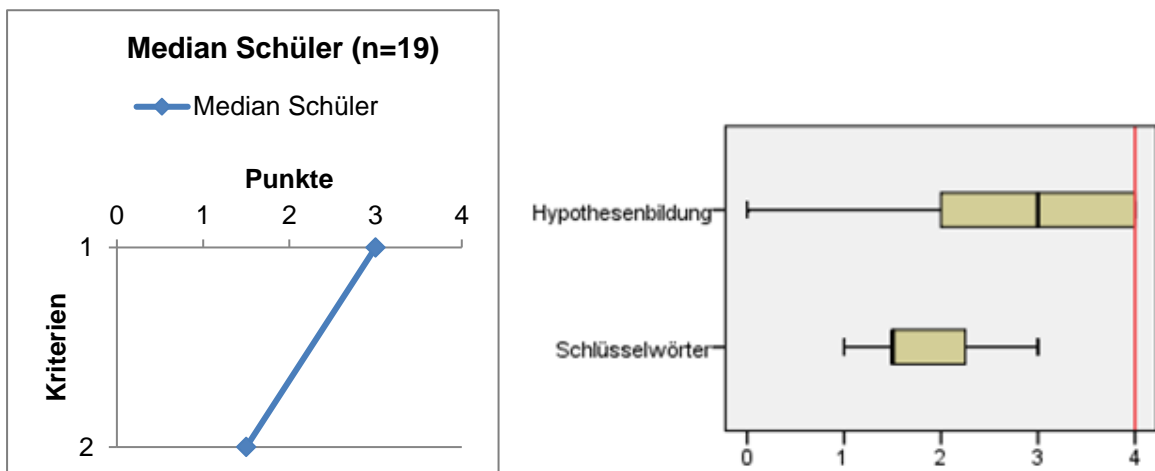 Median Schüler (n=19)
Median Schüler
Punkte
0 1 2 3 4
1
Kriterien
2
Hypothesenbildung
Schlüsselwörter
0 1 2 3 4